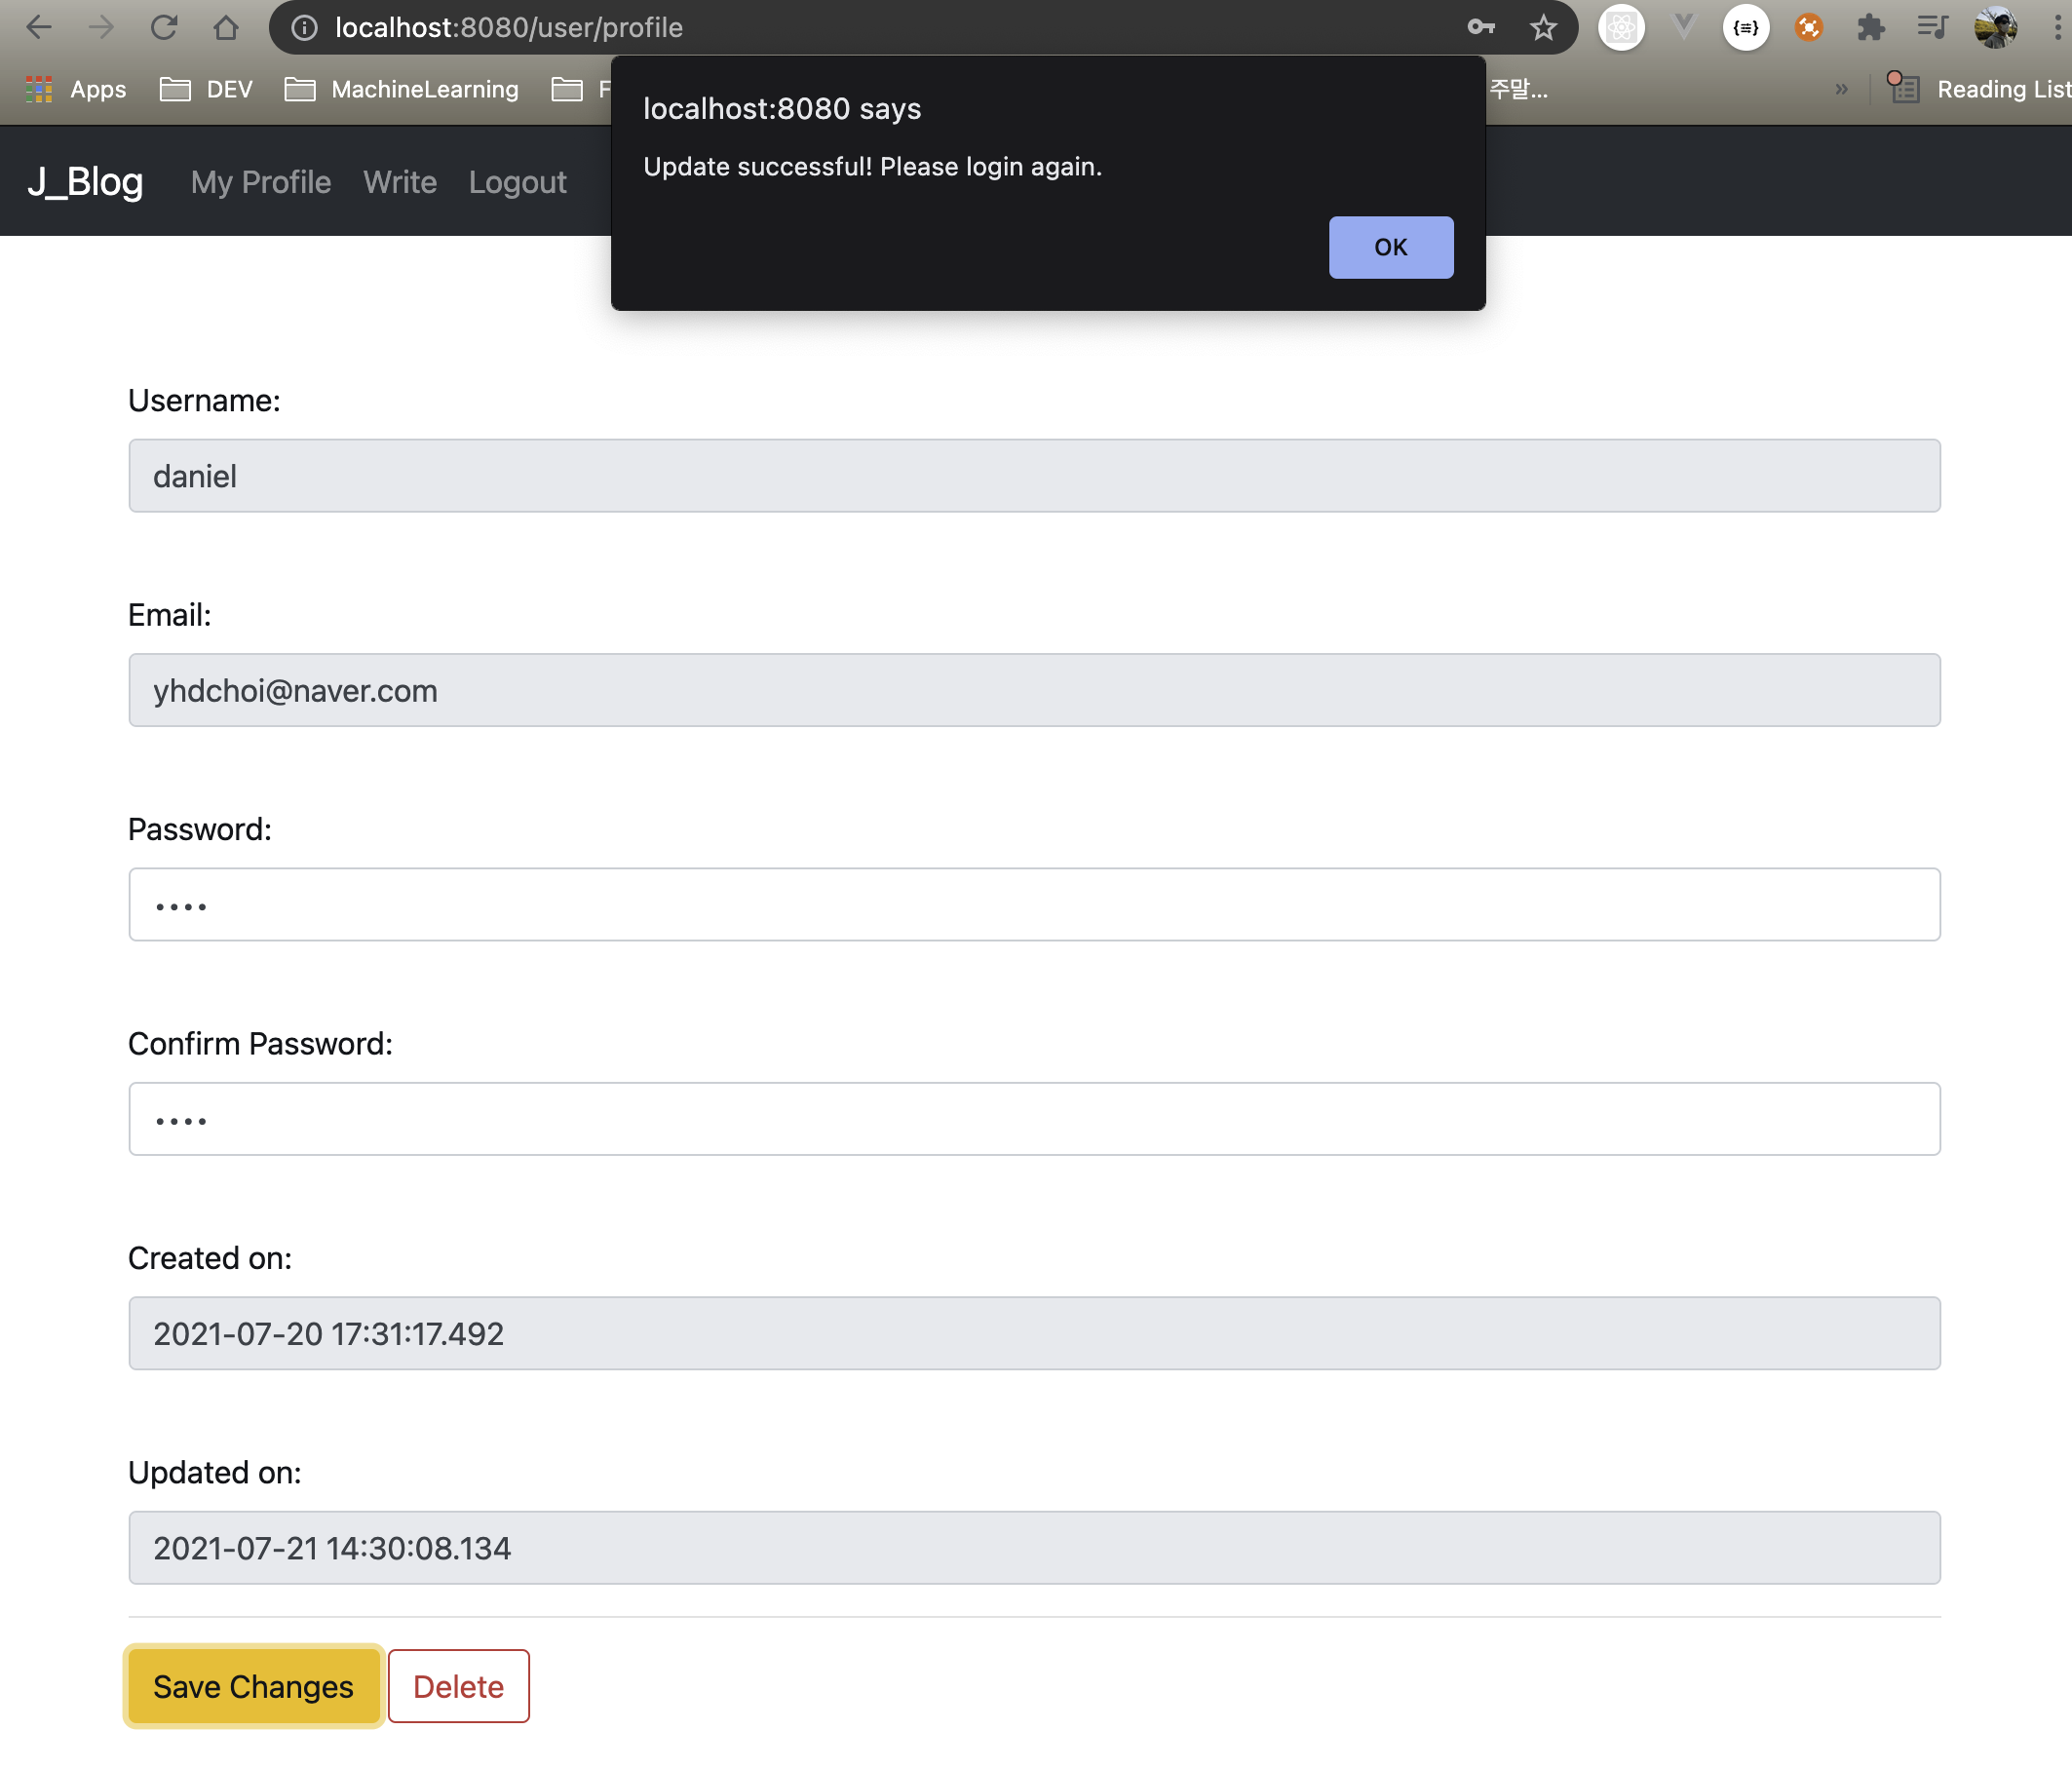 localhost:8080/user/profile
Apps DEV MachineLearning F 주말... » Reading List
localhost:8080 says
Update successful! Please login again.
OK
J_Blog My Profile Write Logout
Username:
daniel
Email:
yhdchoi@naver.com
Password:
••••
Confirm Password:
••••
Created on:
2021-07-20 17:31:17.492
Updated on:
2021-07-21 14:30:08.134
Save Changes Delete